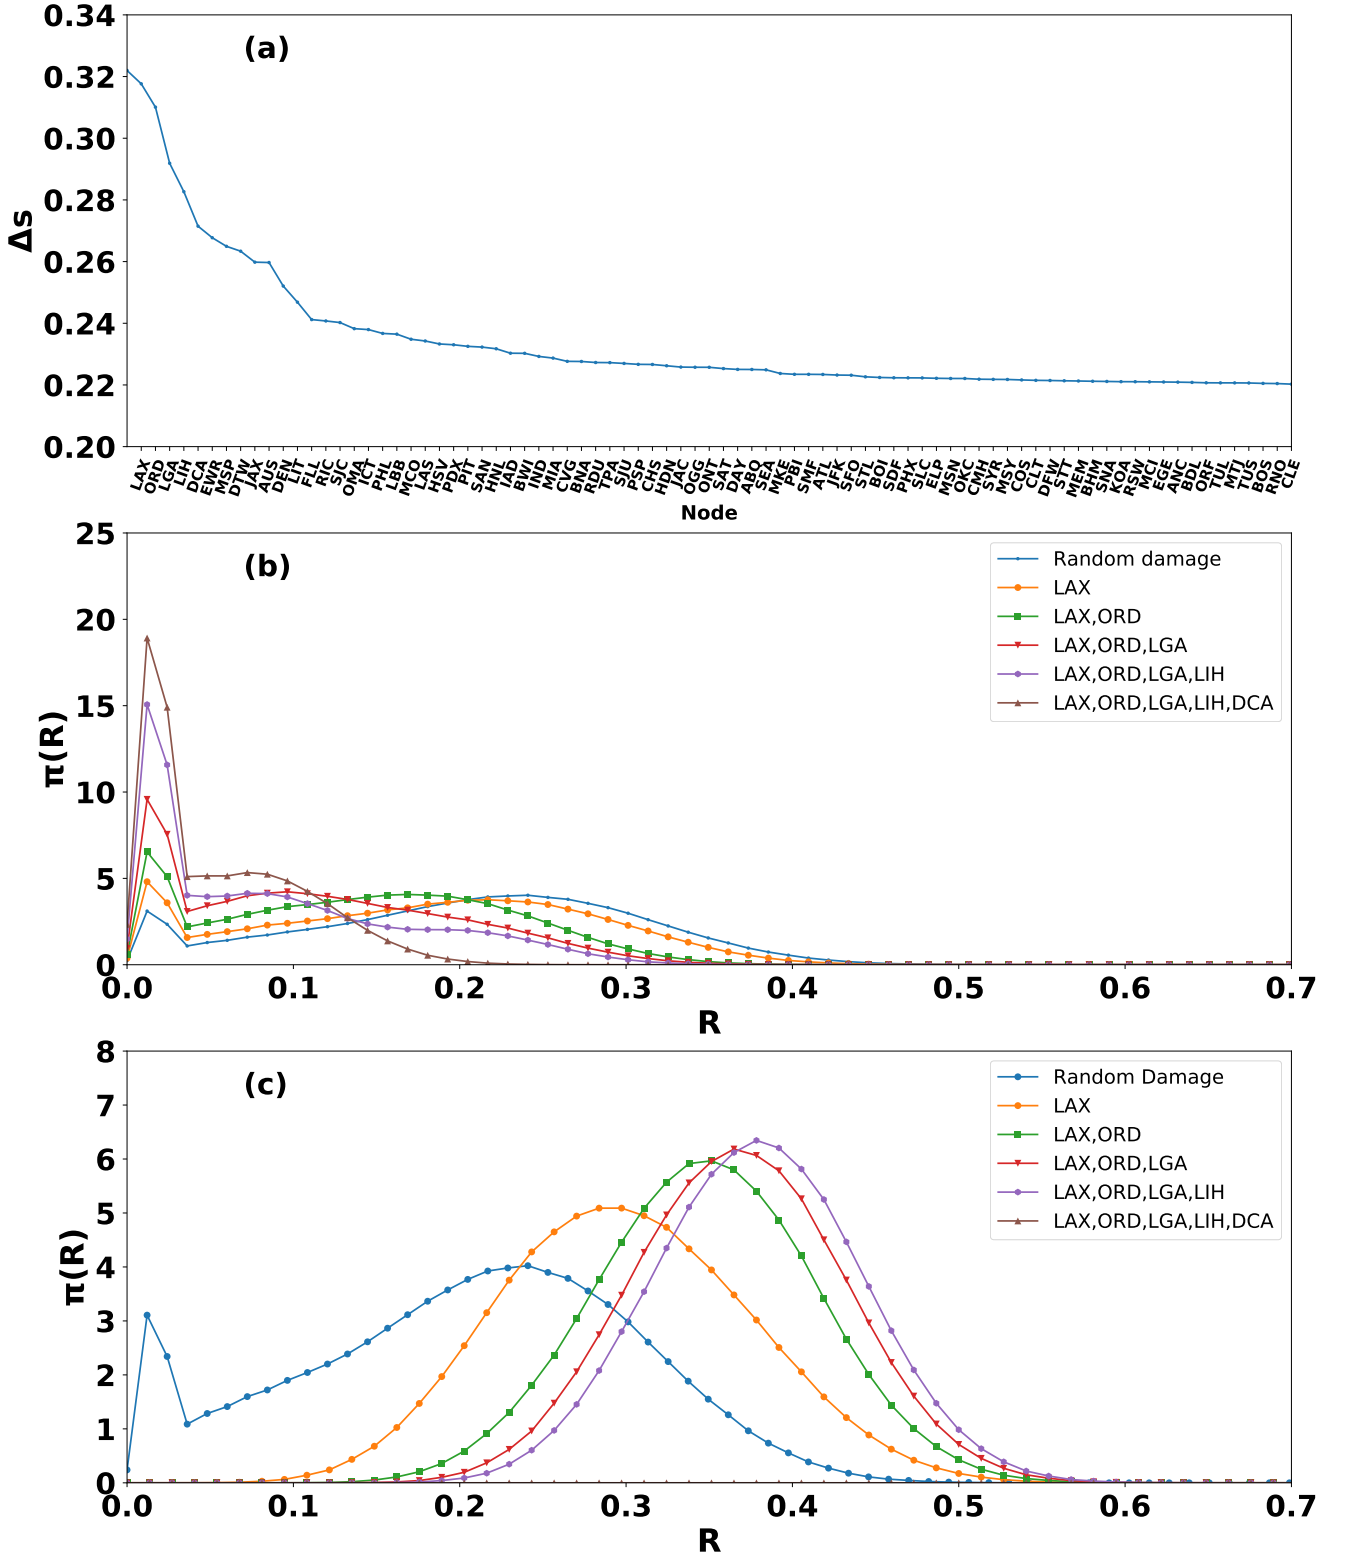 0.34
(a)
0.32
0.30
0.28
Δs
0.26
0.24
0.22
0.20
LAX ORD LGA LIH DCA EWR MSP DTW JAX AUS DEN LIT FLL RIC SJC OMA ICT PHL LBB MCO LAS HSV PDX PIT SAN HNL IAD BWI IND MIA CVG BNA RDU TPA SJU PSP CHS HDN JAC OGG ONT SAT DAY ABQ SEA MKE PBI SMF ATL JFK SFO STL BOI SDF PHX SLC ELP MSN OKC CMH SYR MSY COS CLT DFW STT MEM BHM SNA KOA RSW MCI EGE ANC BDL ORF TUL MTJ TUS BOS RNO CLE
Node
25
(b)
Random damage
LAX
20
LAX,ORD
LAX,ORD,LGA
LAX,ORD,LGA,LIH
15
LAX,ORD,LGA,LIH,DCA
π(R)
10
5
0
0.0 0.1 0.2 0.3 0.4 0.5 0.6 0.7
R
8
(c)
Random Damage
7
LAX
LAX,ORD
6
LAX,ORD,LGA
LAX,ORD,LGA,LIH
5
LAX,ORD,LGA,LIH,DCA
π(R)
4
3
2
1
0
0.0 0.1 0.2 0.3 0.4 0.5 0.6 0.7
R